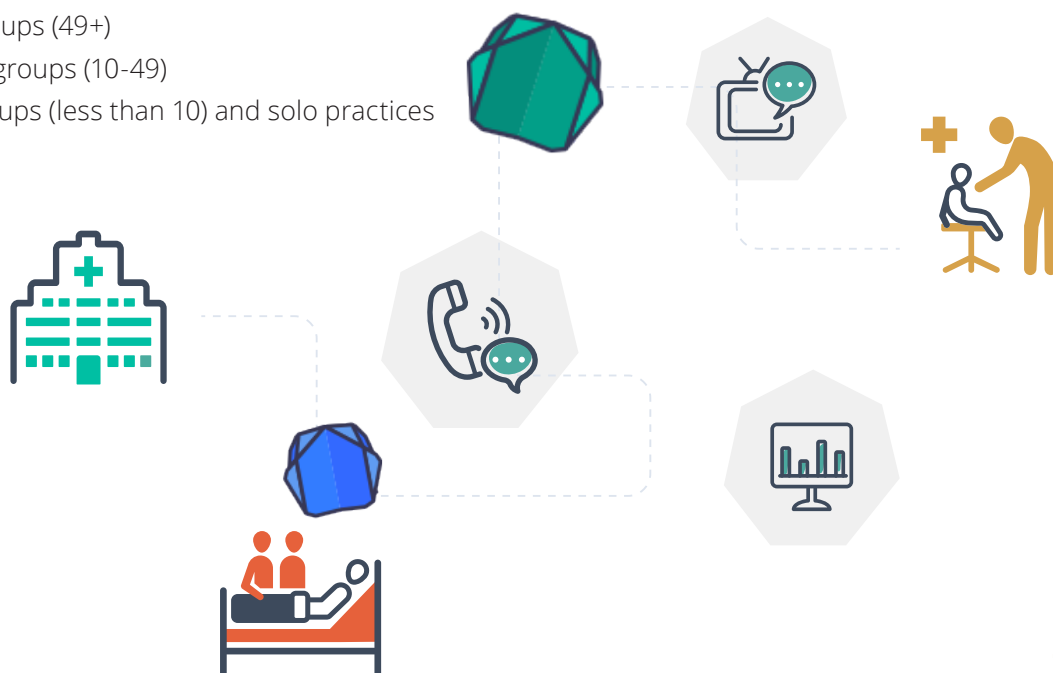 ups (49+)
groups (10-49)
ups (less than 10) and solo practices